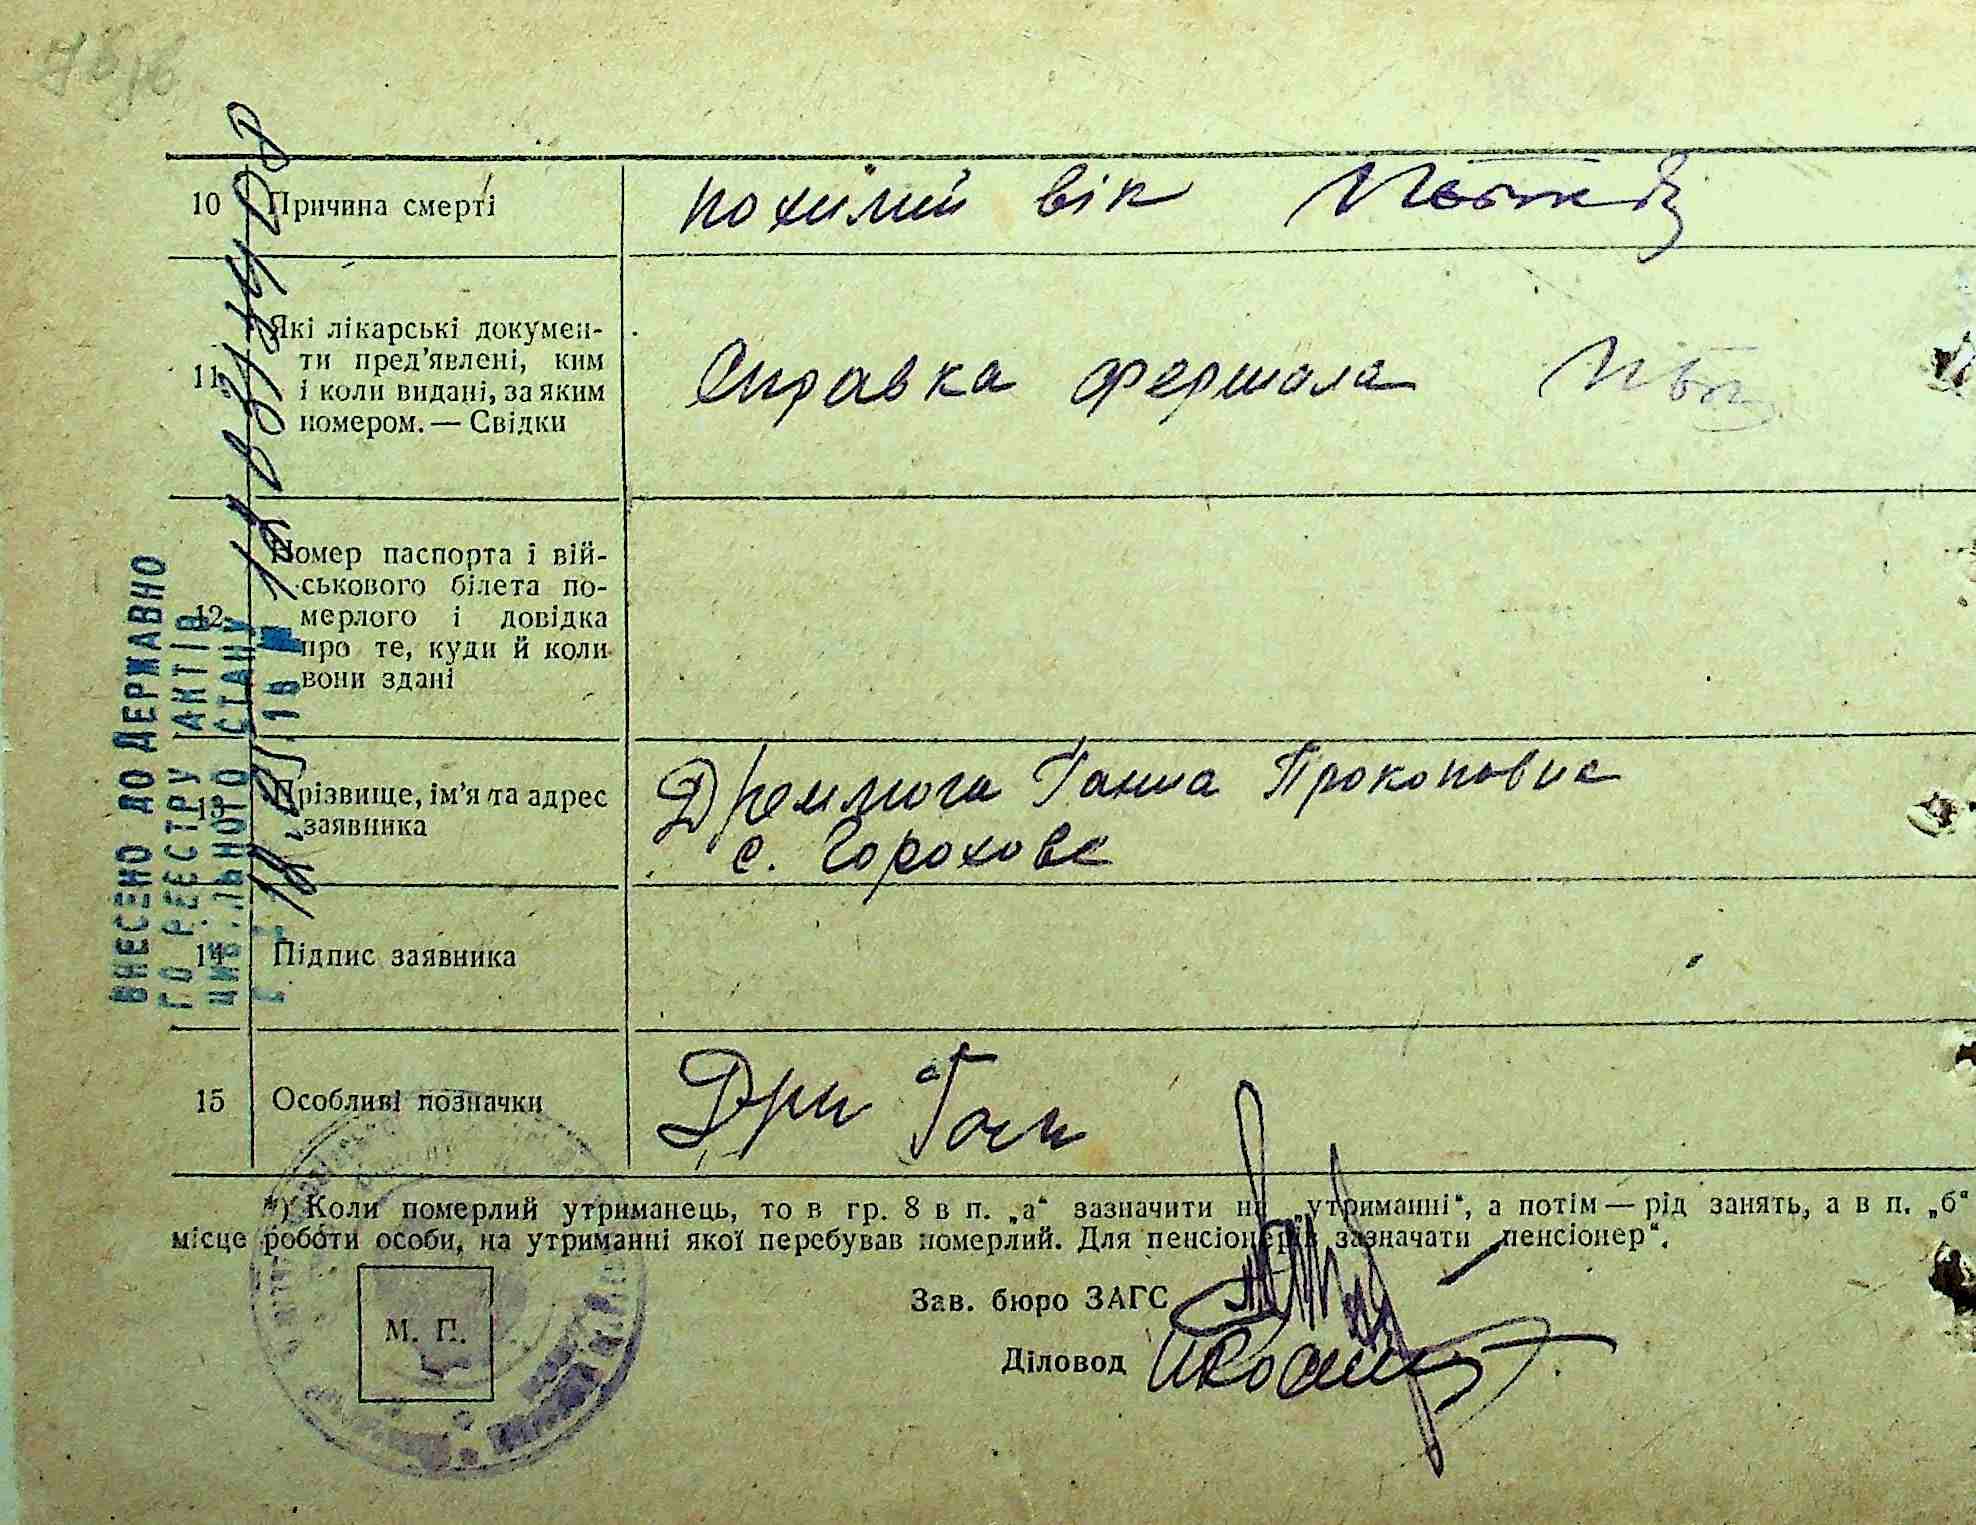 10 Причина смерті похилий вік
11 Які лікарські докумен-
ти пред'явлені, ким
і коли видані, за яким
номером. — Свідки
Справка фершала
12 Номер паспорта і вій-
ськового білета по-
мерлого і довідка
про те, куди й коли
вони здані
13 Прізвище, ім'я та адрес
заявника
Дремлюга Ганна Прокоповна
с. Горохове
14 Підпис заявника
15 Особливі позначки
*) Коли померлий утриманець, то в гр. 8 в п. „а“ зазначити на „утриманні“, а потім — рід занять, а в п. „б“
місце роботи особи, на утриманні якої перебував померлий. Для пенсіонерів зазначати „пенсіонер“.
М. П.
Зав. бюро ЗАГС
Діловод
ВНЕСЕНО ДО ДЕРЖАВНО
ГО РЕЄСТРУ АКТІВ
ЦИВІЛЬНОГО СТАНУ